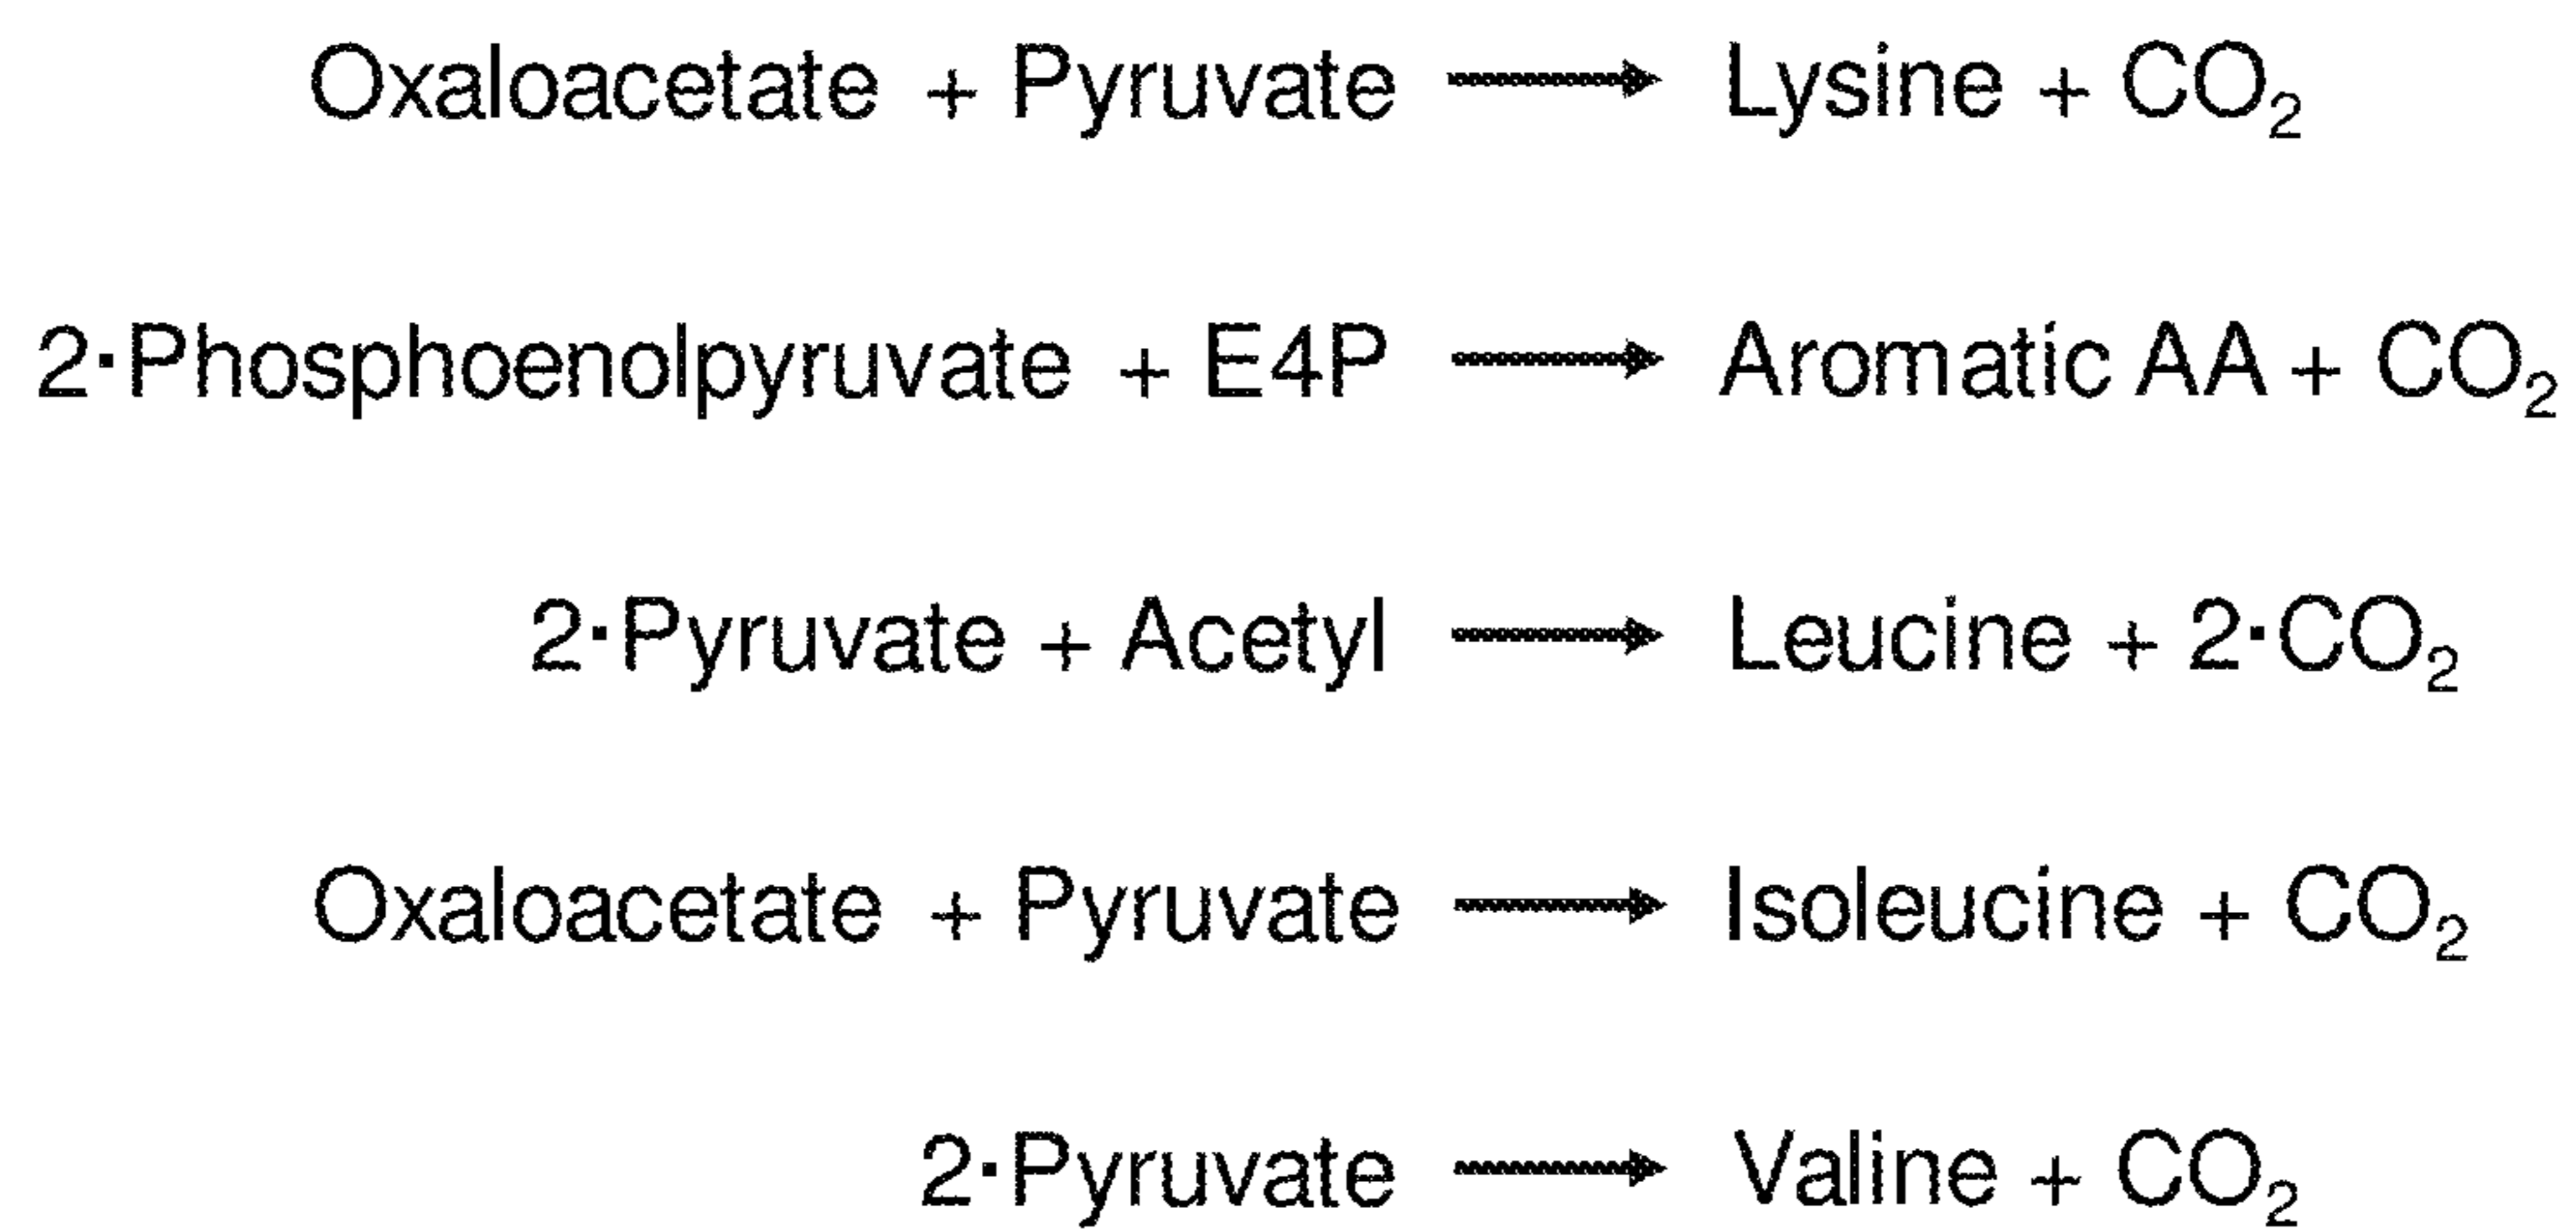 Oxaloacetate + Pyruvate ⟶ Lysine + CO₂
2·Phosphoenolpyruvate + E4P ⟶ Aromatic AA + CO₂
2·Pyruvate + Acetyl ⟶ Leucine + 2·CO₂
Oxaloacetate + Pyruvate ⟶ Isoleucine + CO₂
2·Pyruvate ⟶ Valine + CO₂